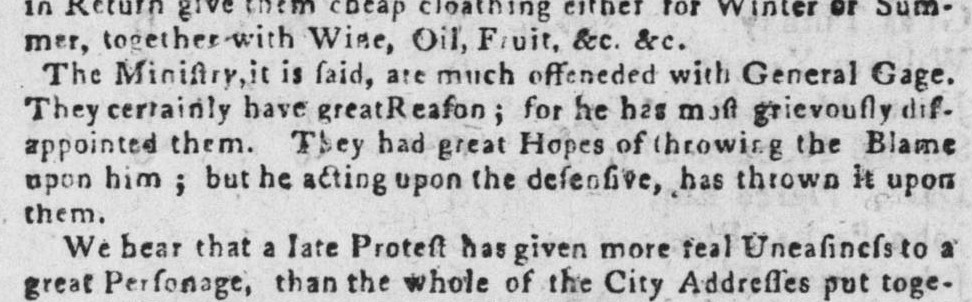 in Return give them cheap cloathing either for Winter or Sum-
mer, together with Wine, Oil, Fruit, &c. &c.
The Miniſtry, it is ſaid, are much offeneded with General Gage.
They certainly have great Reaſon ; for he has moſt grievouſly diſ-
appointed them. They had great Hopes of throwing the Blame
upon him ; but he acting upon the defenſive, has thrown it upon
them.
We hear that a late Proteſt has given more real Uneaſineſs to a
great Perſonage, than the whole of the City Addreſſes put toge-